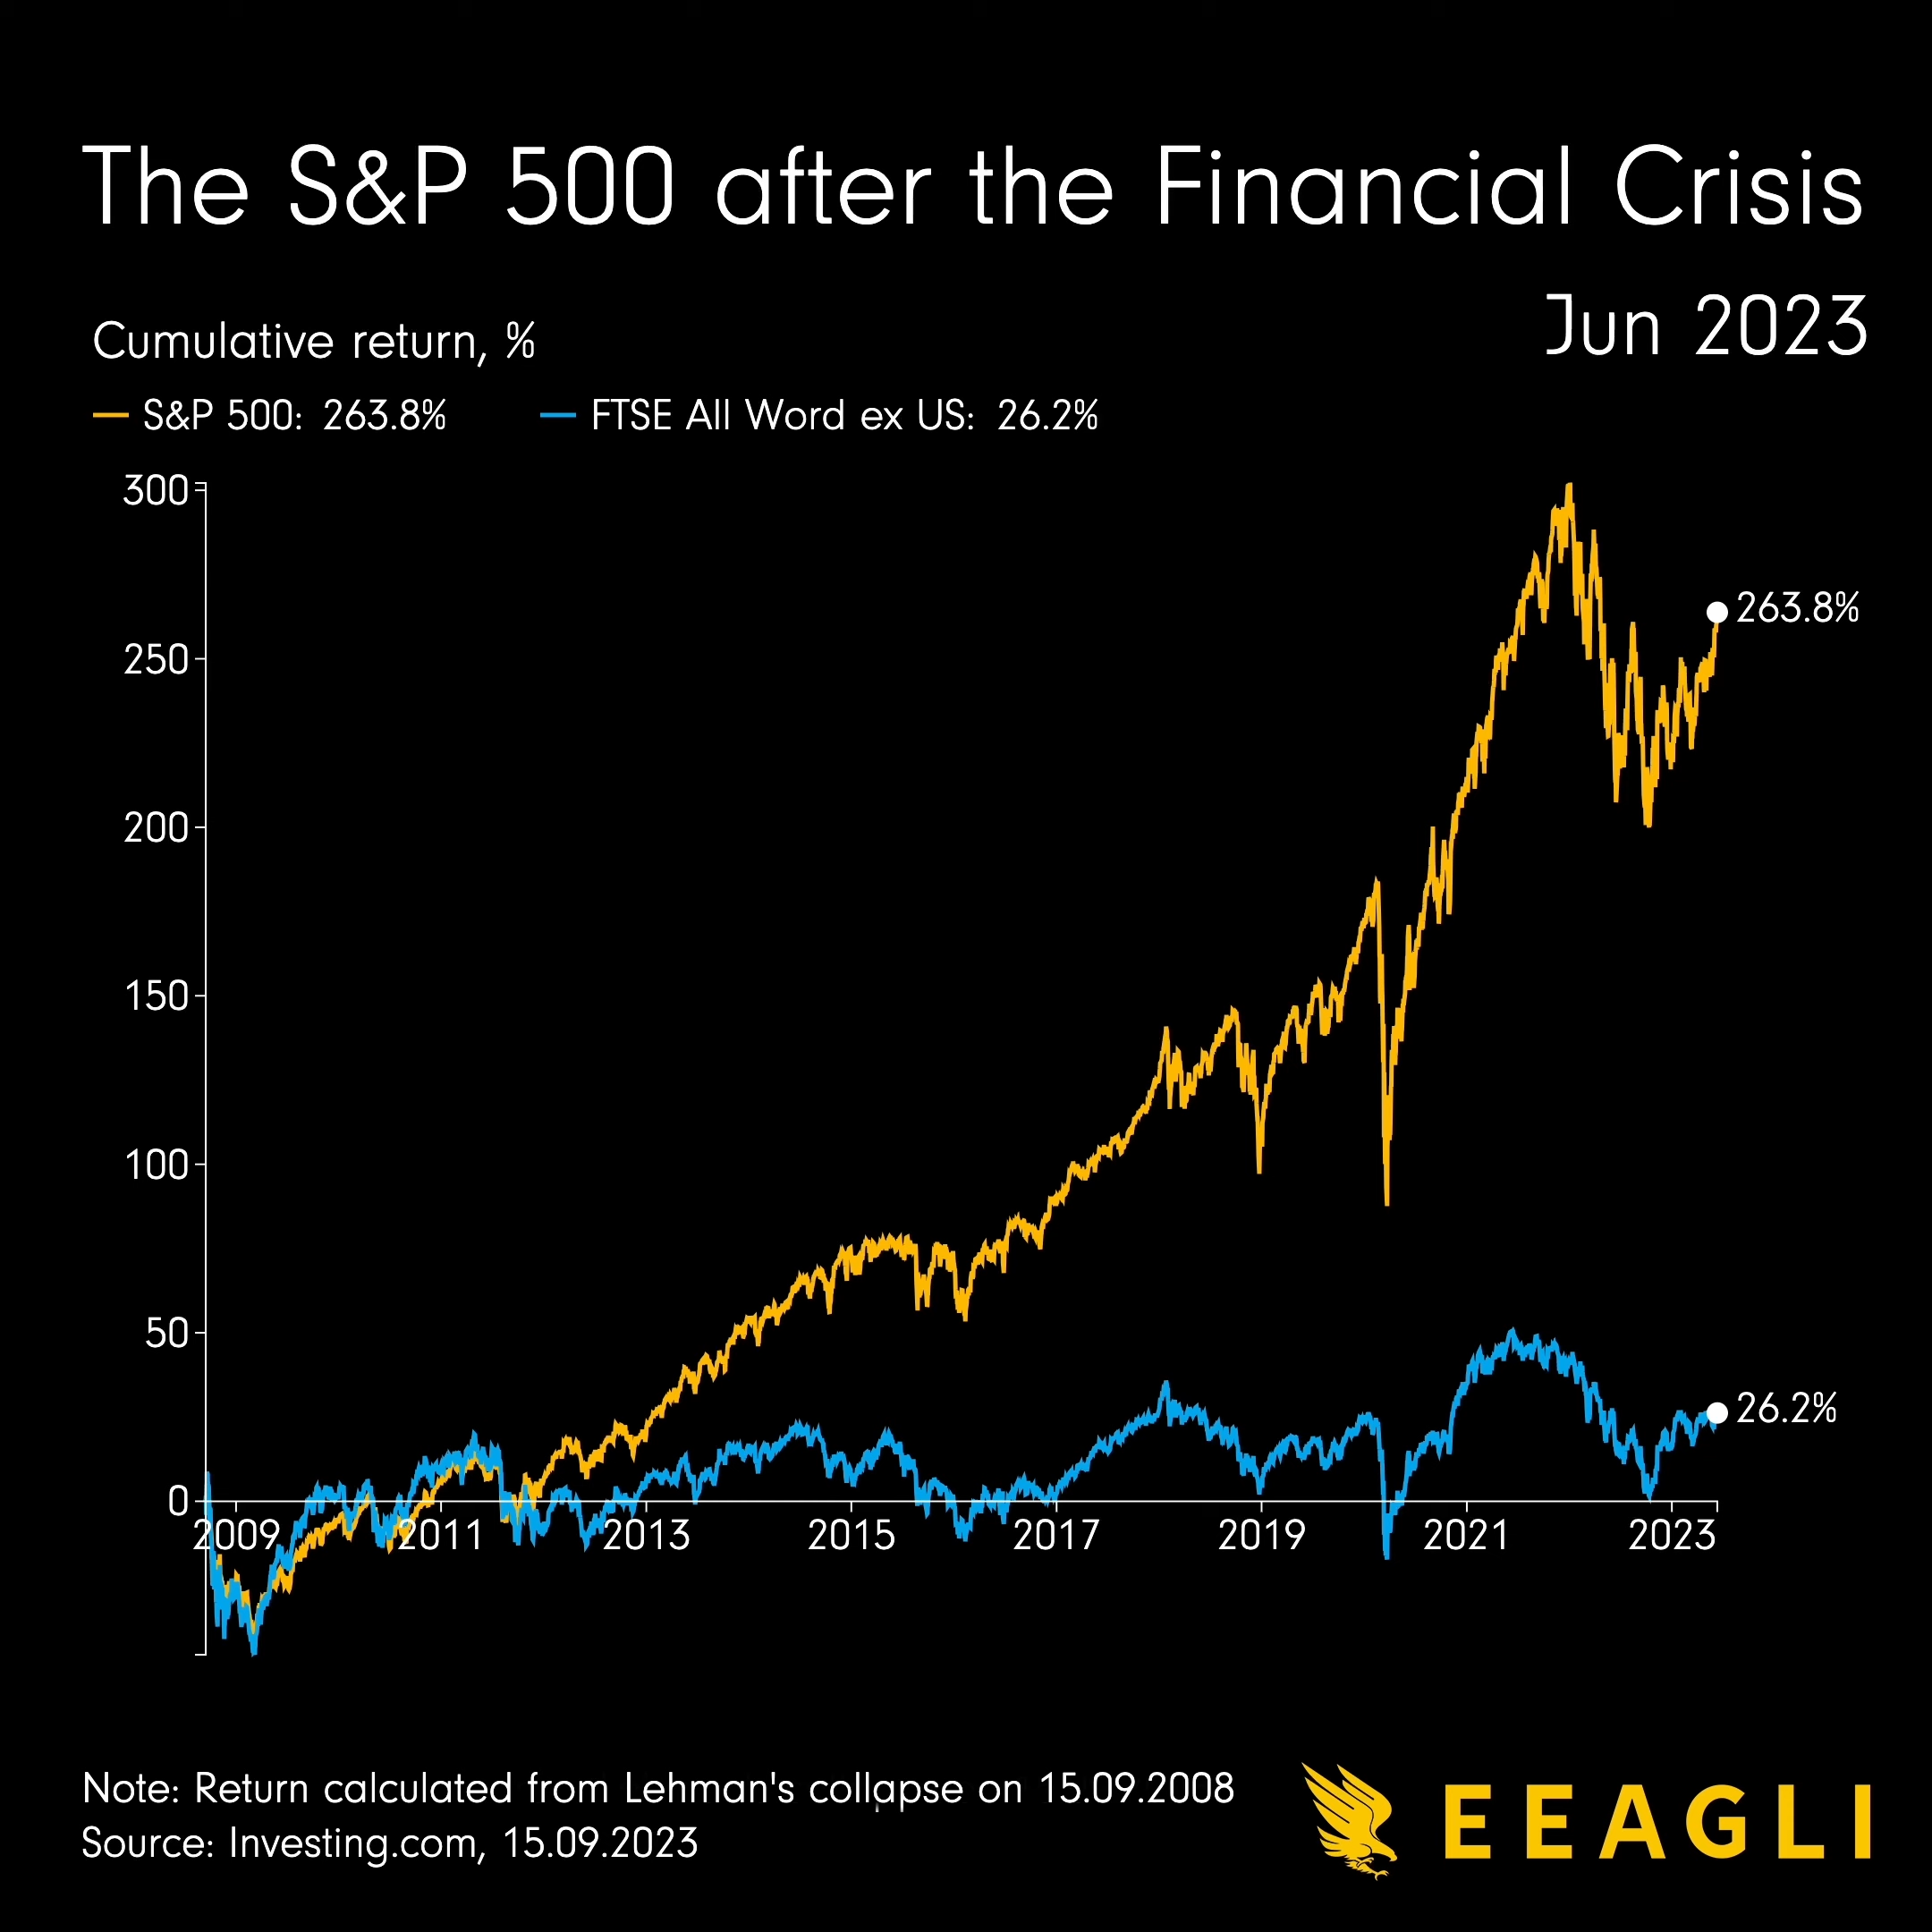 The S&P 500 after the Financial Crisis
Jun 2023
Cumulative return, %
S&P 500: 263.8%
FTSE All Word ex US: 26.2%
300
250
200
150
100
50
0
263.8%
26.2%
2009 2011 2013 2015 2017 2019 2021 2023
Note: Return calculated from Lehman's collapse on 15.09.2008
Source: Investing.com, 15.09.2023
EEAGLI